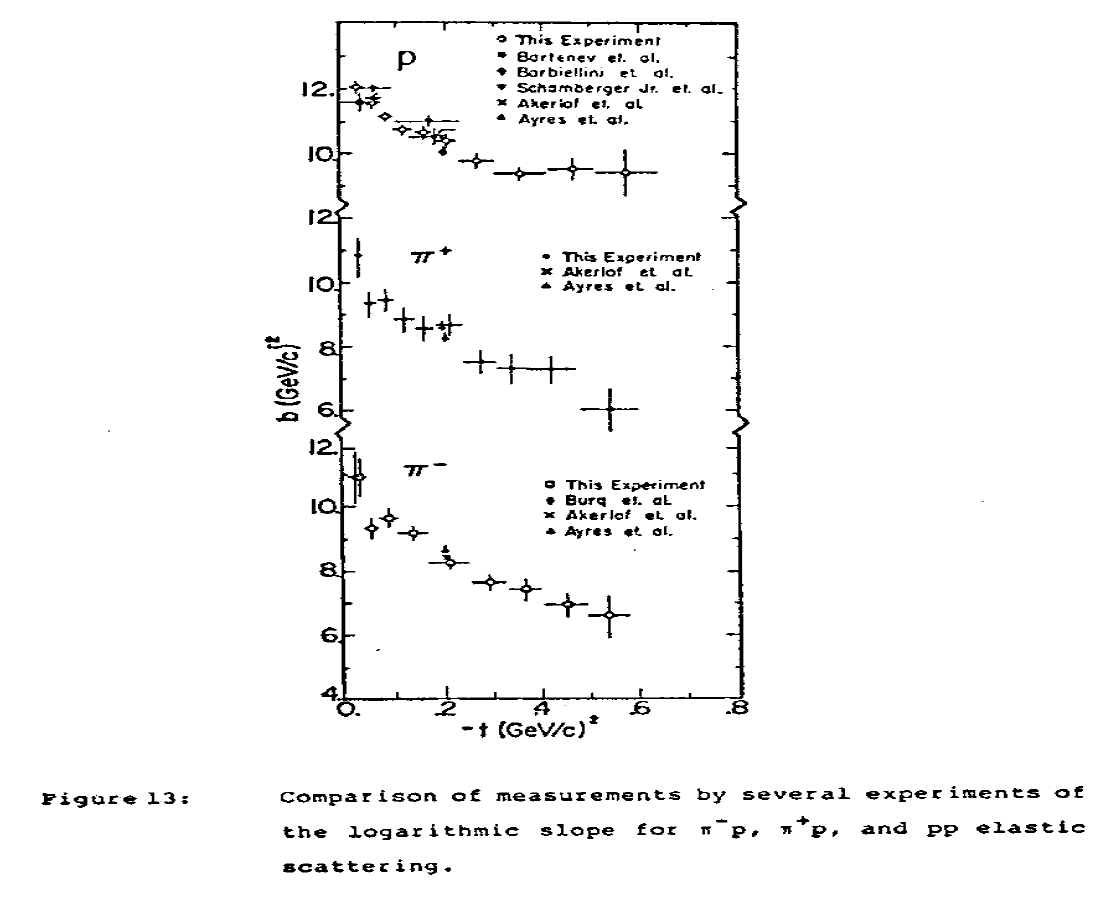 p
This Experiment
Bartenev et. al.
Barbiellini et. al.
Schamberger Jr. et. al.
Akerlof et. al.
Ayres et. al.
12.
10.
π+
This Experiment
Akerlof et. al.
Ayres et. al.
12.
10.
8.
6.
b (GeV/c)⁻²
π−
This Experiment
Burq et. al.
Akerlof et. al.
Ayres et. al.
12.
10.
8.
6.
4.
0. .2 .4 .6 .8
-t (GeV/c)²
Figure 13: Comparison of measurements by several experiments of
the logarithmic slope for π⁻p, π⁺p, and pp elastic
scattering.